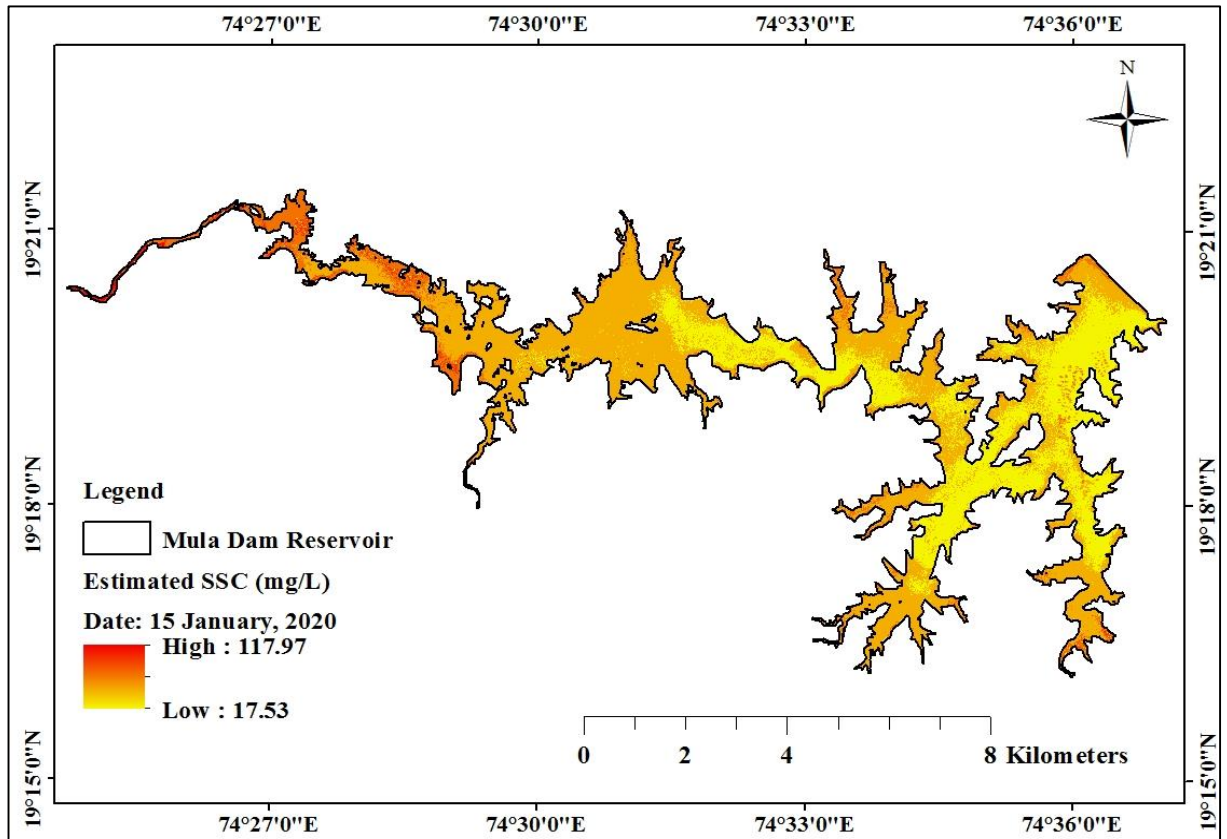 74°27'0"E 74°30'0"E 74°33'0"E 74°36'0"E
N
19°21'0"N 19°21'0"N
19°18'0"N 19°18'0"N
19°15'0"N 19°15'0"N
Legend
Mula Dam Reservoir
Estimated SSC (mg/L)
Date: 15 January, 2020
High : 117.97
Low : 17.53
0 2 4 8 Kilometers
74°27'0"E 74°30'0"E 74°33'0"E 74°36'0"E